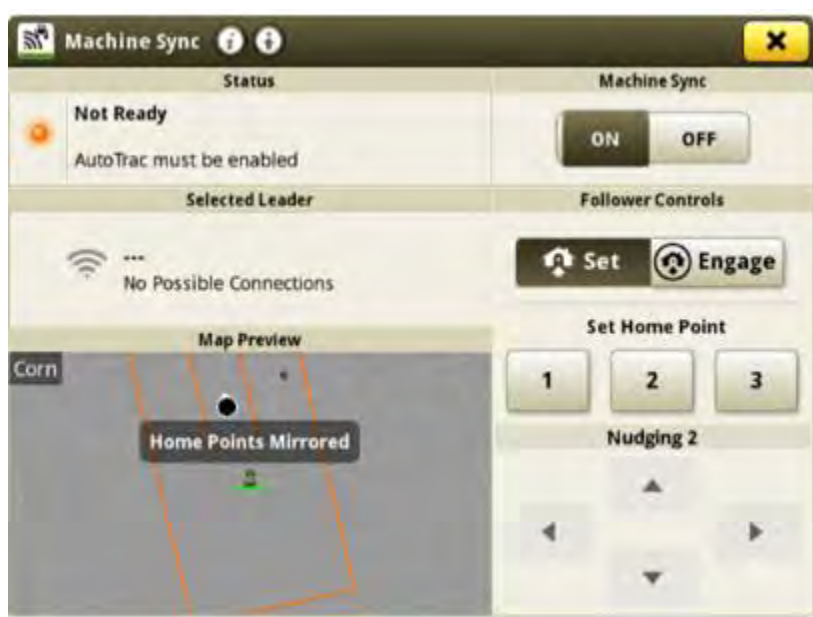 Machine Sync
Status
Not Ready
AutoTrac must be enabled
Selected Leader
---
No Possible Connections
Map Preview
Corn
Home Points Mirrored
Machine Sync
ON OFF
Follower Controls
Set Engage
Set Home Point
1 2 3
Nudging 2